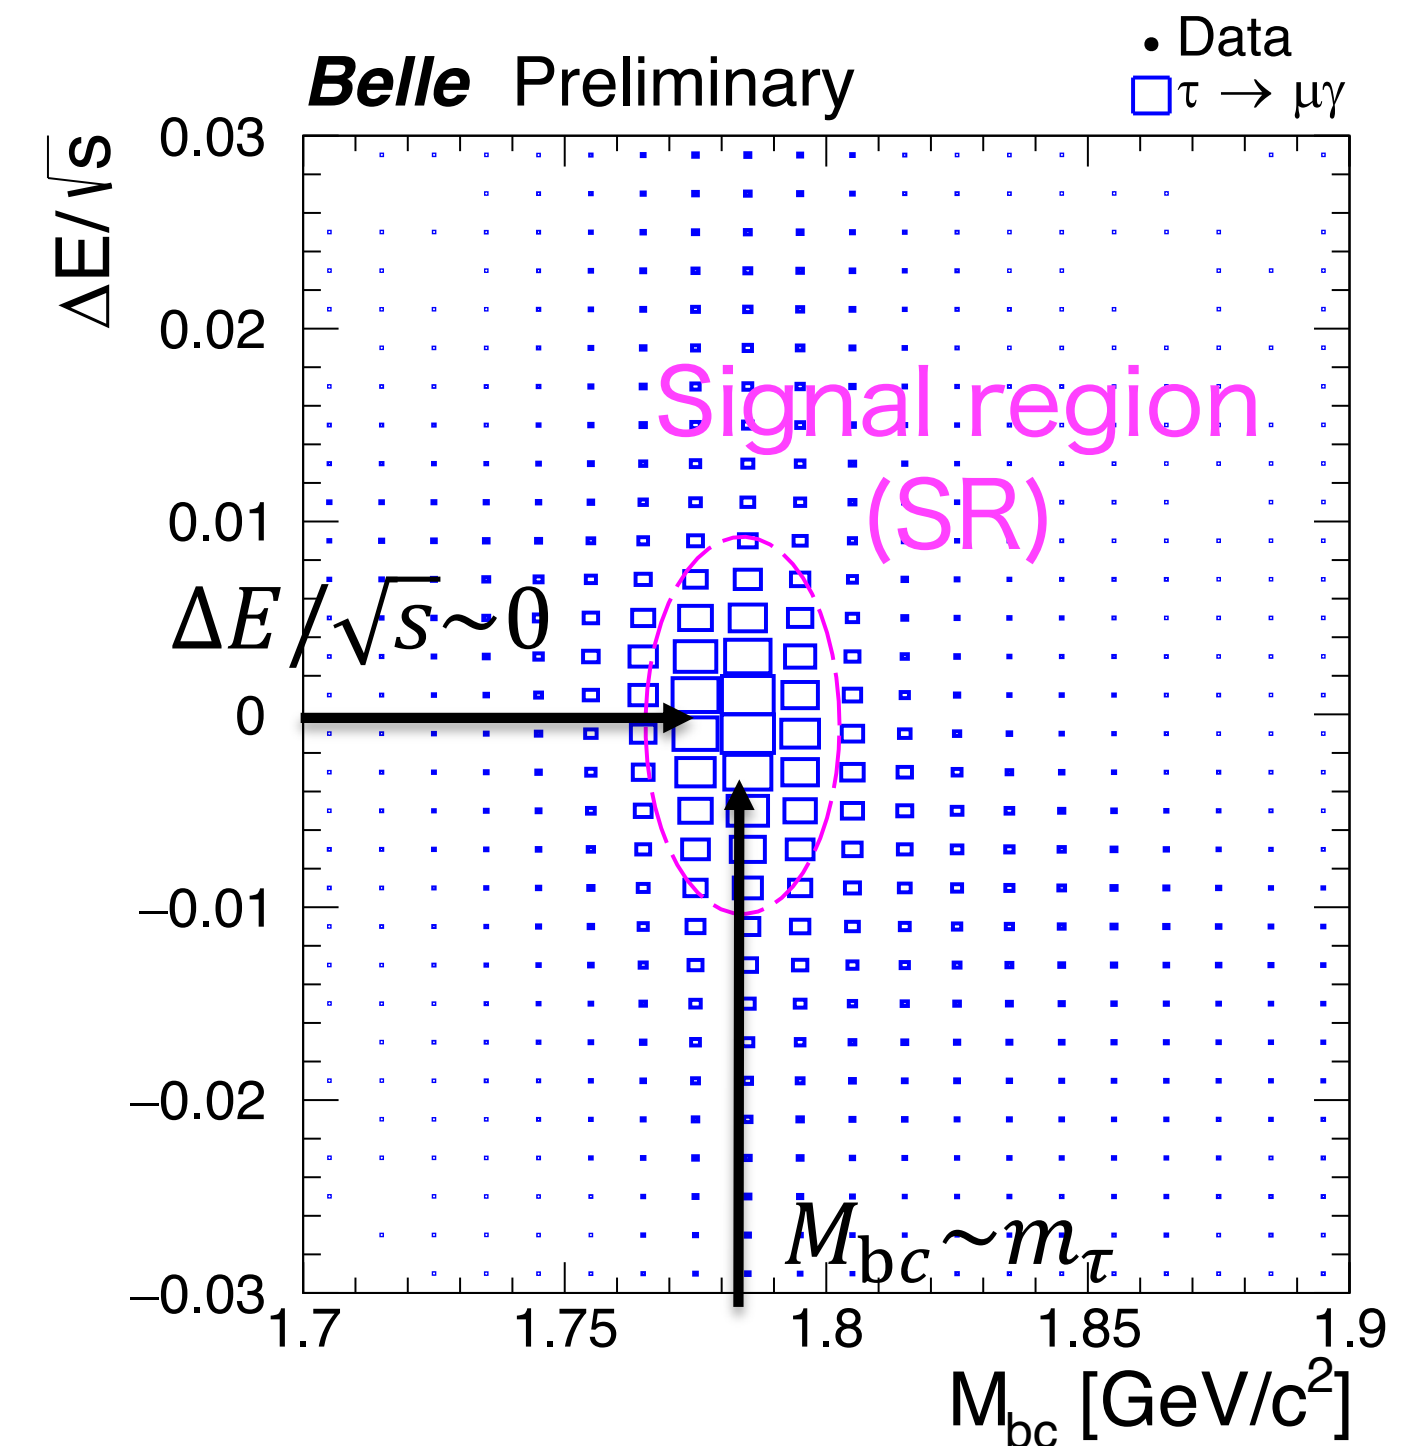 Belle Preliminary
• Data
τ → μγ
ΔE/√s
0.03
0.02
0.01
0
−0.01
−0.02
−0.03
Signal region
(SR)
ΔE/√s~0
M_bc~m_τ
1.7 1.75 1.8 1.85 1.9
M_bc [GeV/c²]